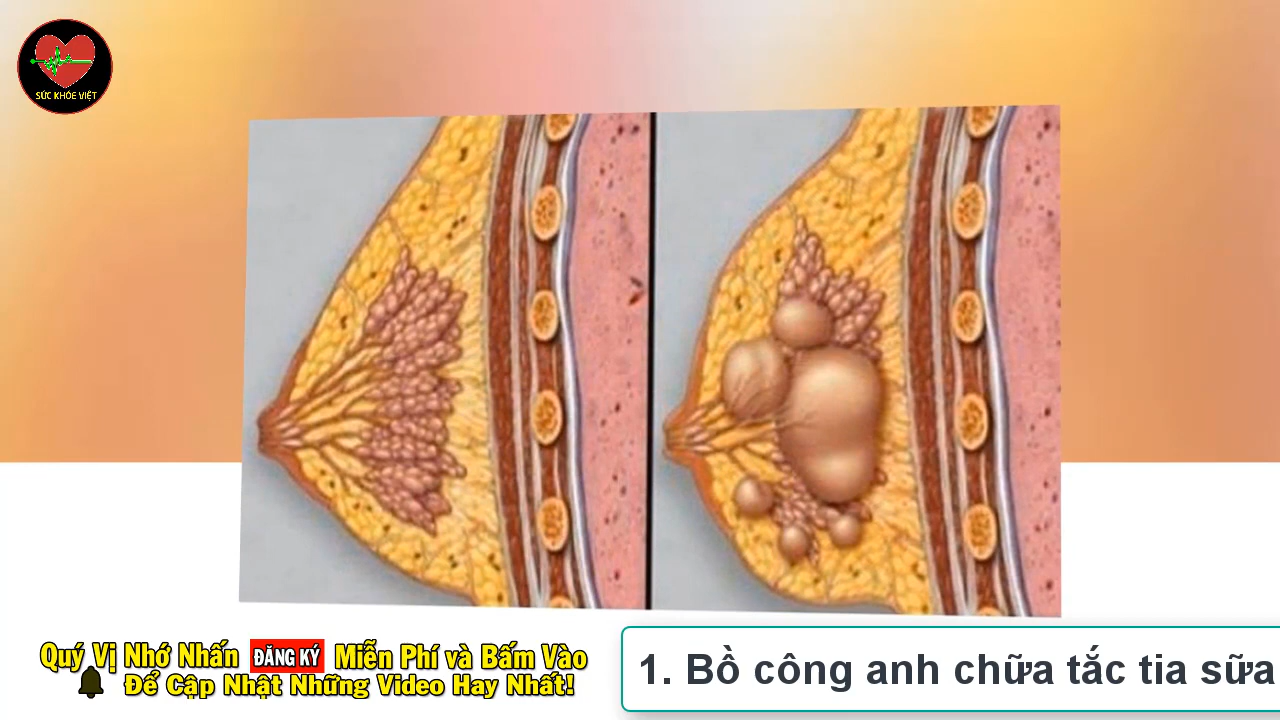 SỨC KHỎE VIỆT
Quý Vị Nhớ Nhấn ĐĂNG KÝ Miễn Phí và Bấm Vào
Để Cập Nhật Những Video Hay Nhất!
1. Bồ công anh chữa tắc tia sữa